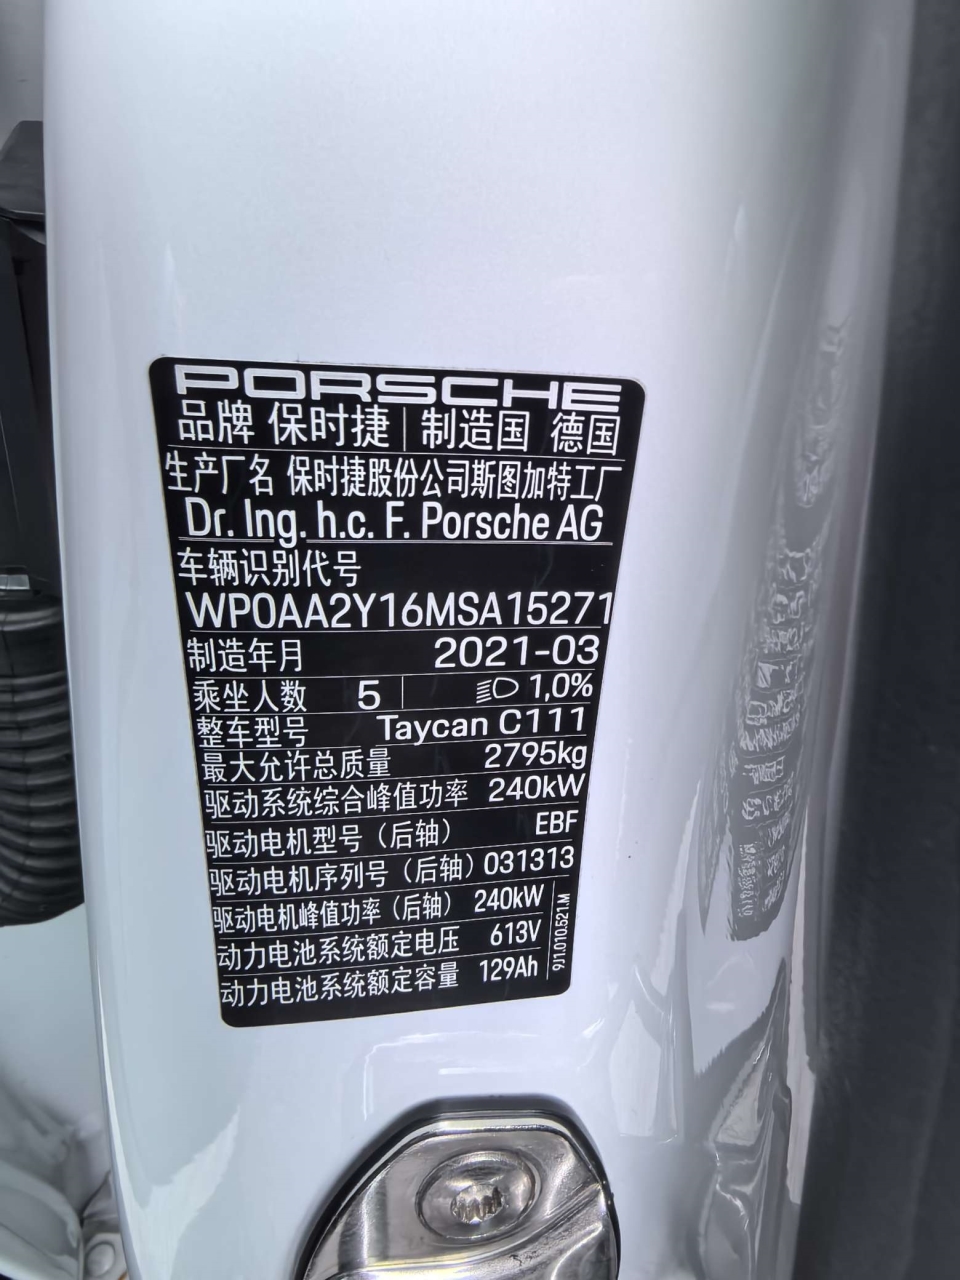 PORSCHE
品牌 保时捷 制造国 德国
生产厂名 保时捷股份公司斯图加特工厂
Dr. Ing. h.c. F. Porsche AG
车辆识别代号
WP0AA2Y16MSA15271
制造年月 2021-03
乘坐人数 5 1,0%
整车型号 Taycan C111
最大允许总质量 2795kg
驱动系统综合峰值功率 240kW
驱动电机型号（后轴） EBF
驱动电机序列号（后轴） 031313
驱动电机峰值功率（后轴） 240kW
动力电池系统额定电压 613V
动力电池系统额定容量 129Ah
9J1.010.521.M